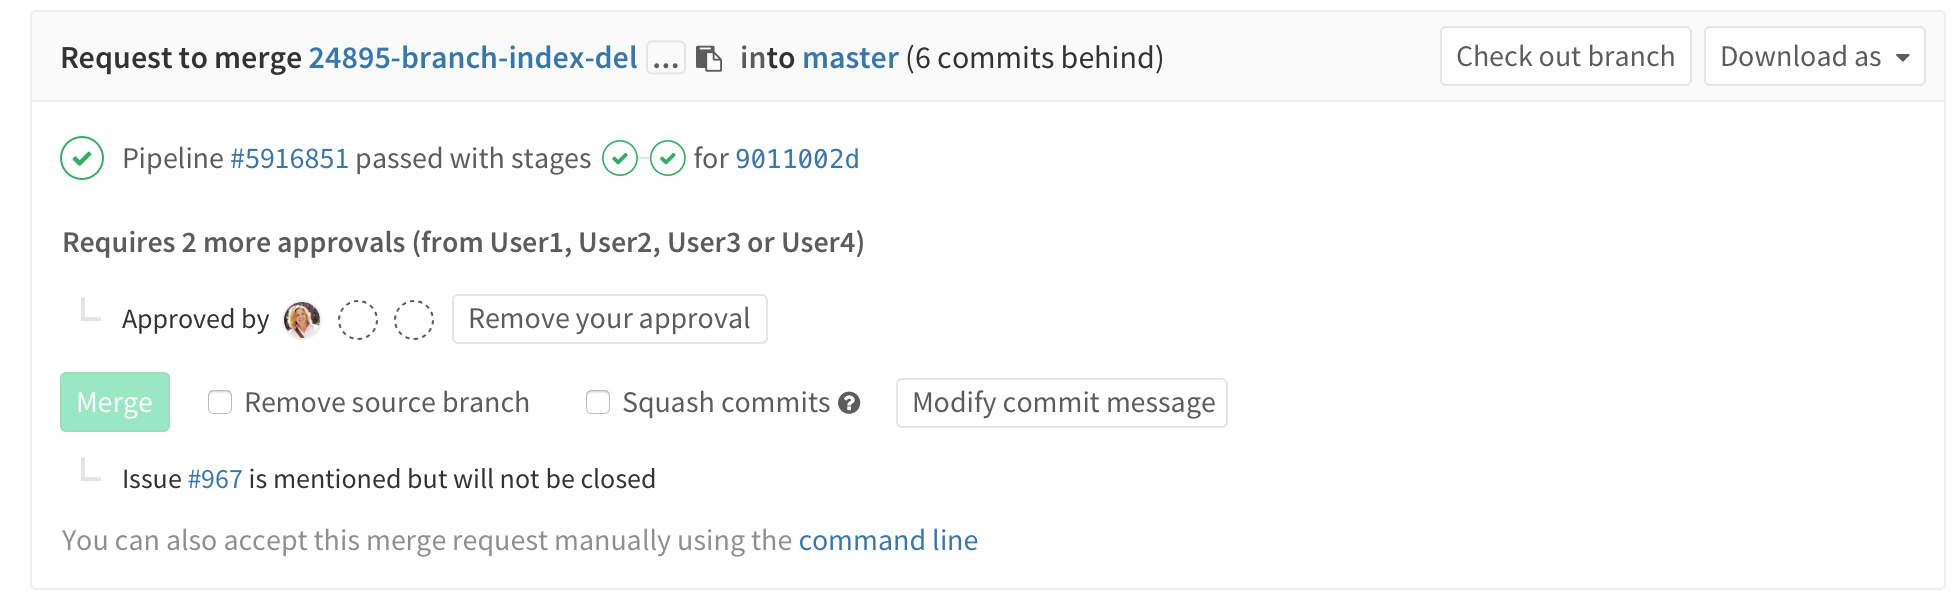 Request to merge 24895-branch-index-del ... into master (6 commits behind) Check out branch Download as
Pipeline #5916851 passed with stages for 9011002d
Requires 2 more approvals (from User1, User2, User3 or User4)
Approved by Remove your approval
Merge Remove source branch Squash commits ? Modify commit message
Issue #967 is mentioned but will not be closed
You can also accept this merge request manually using the command line